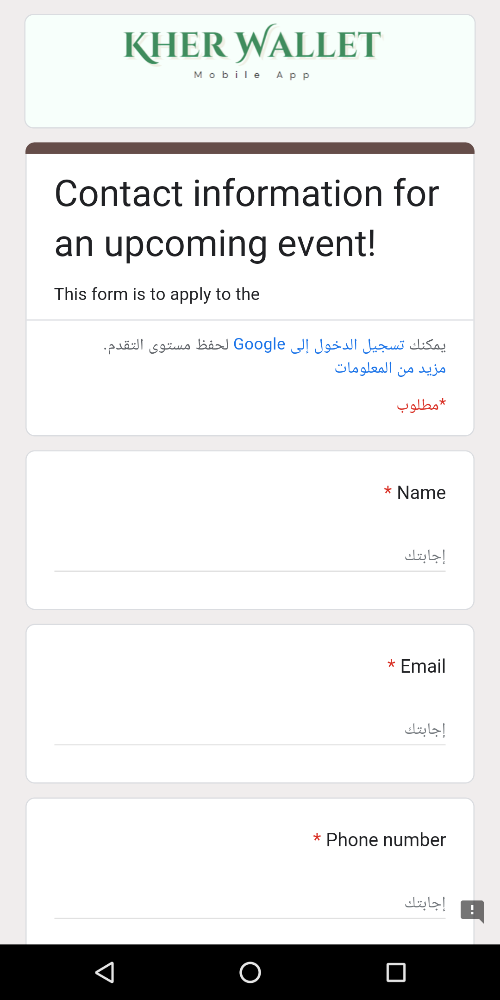 KHER WALLET
Mobile App
Contact information for
an upcoming event!
This form is to apply to the
يمكنك تسجيل الدخول إلى Google لحفظ مستوى التقدم.
مزيد من المعلومات
*مطلوب
Name *
إجابتك
Email *
إجابتك
Phone number *
إجابتك